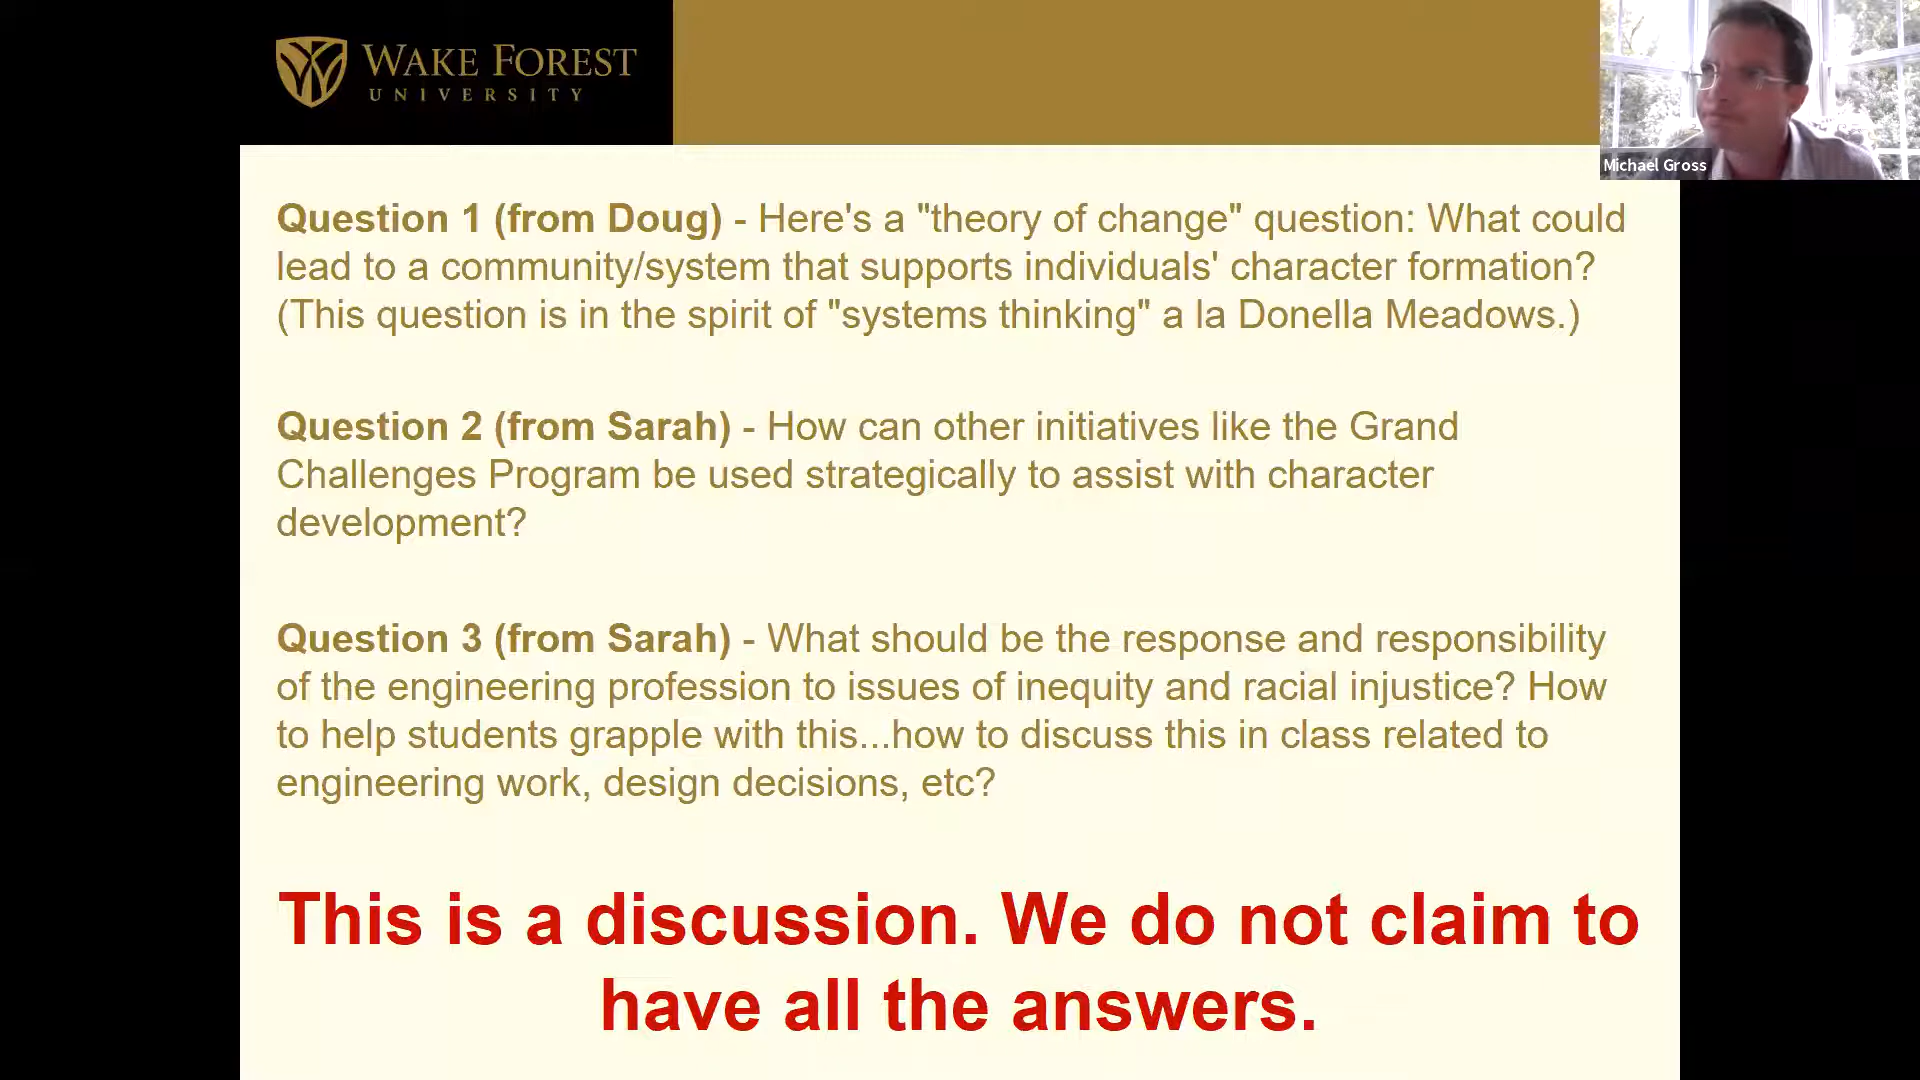 WAKE FOREST
UNIVERSITY
Michael Gross
Question 1 (from Doug) - Here's a "theory of change" question: What could
lead to a community/system that supports individuals' character formation?
(This question is in the spirit of "systems thinking" a la Donella Meadows.)
Question 2 (from Sarah) - How can other initiatives like the Grand
Challenges Program be used strategically to assist with character
development?
Question 3 (from Sarah) - What should be the response and responsibility
of the engineering profession to issues of inequity and racial injustice? How
to help students grapple with this...how to discuss this in class related to
engineering work, design decisions, etc?
This is a discussion. We do not claim to
have all the answers.